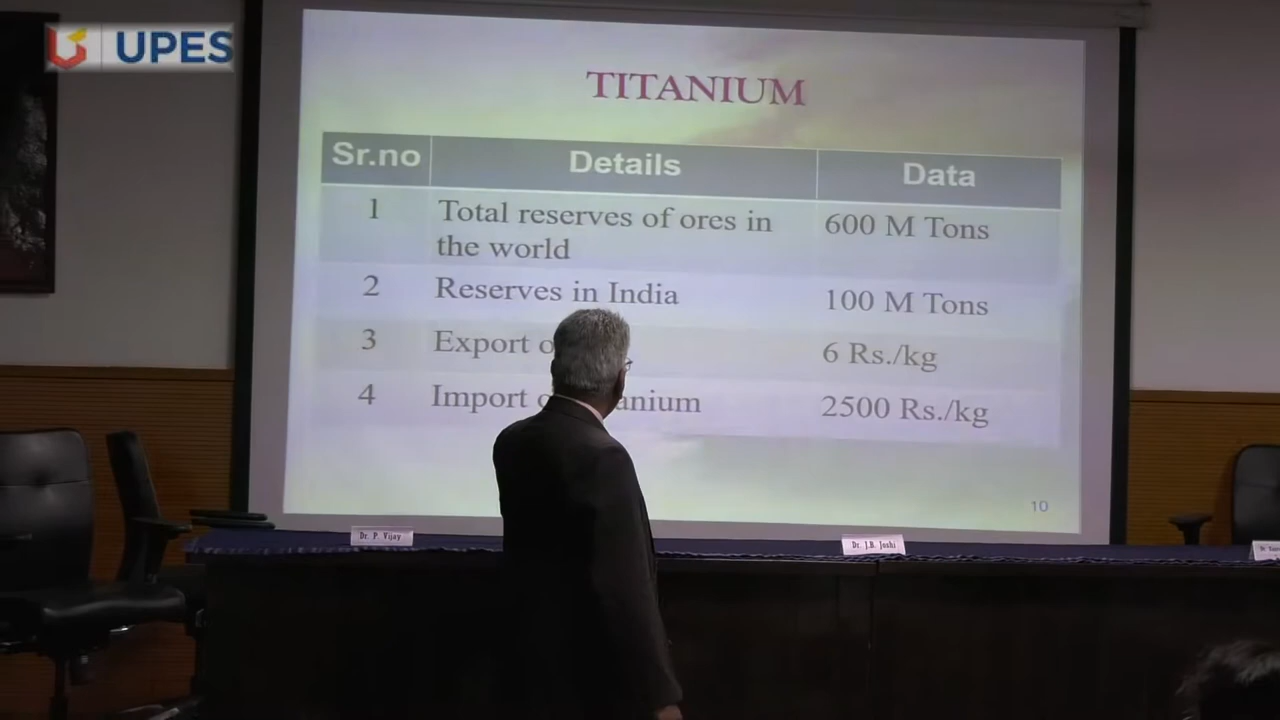 UPES
TITANIUM
Sr.no Details Data
1 Total reserves of ores in 600 M Tons
the world
2 Reserves in India 100 M Tons
3 Export 6 Rs./kg
4 Import 2500 Rs./kg
10
Dr. P. Vijay
Dr. J.B. Joshi